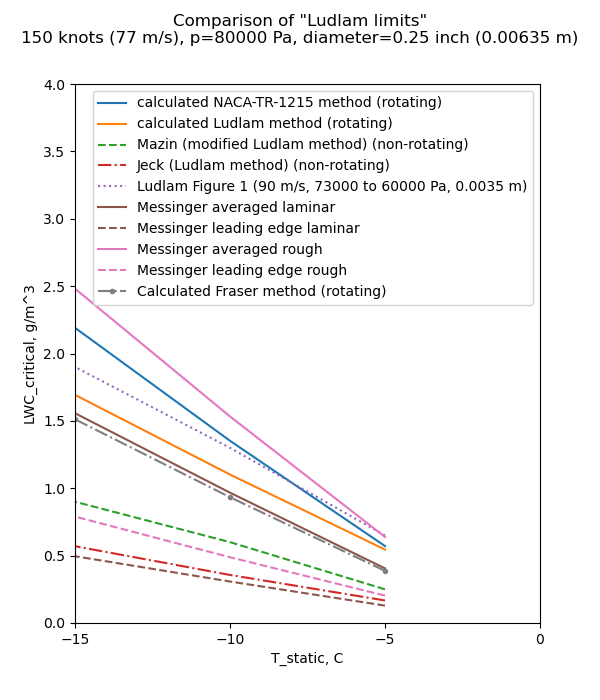 Comparison of "Ludlam limits"
150 knots (77 m/s), p=80000 Pa, diameter=0.25 inch (0.00635 m)
4.0
3.5
3.0
2.5
2.0
1.5
1.0
0.5
0.0
LWC_critical, g/m^3
calculated NACA-TR-1215 method (rotating)
calculated Ludlam method (rotating)
Mazin (modified Ludlam method) (non-rotating)
Jeck (Ludlam method) (non-rotating)
Ludlam Figure 1 (90 m/s, 73000 to 60000 Pa, 0.0035 m)
Messinger averaged laminar
Messinger leading edge laminar
Messinger averaged rough
Messinger leading edge rough
Calculated Fraser method (rotating)
−15 −10 −5 0
T_static, C